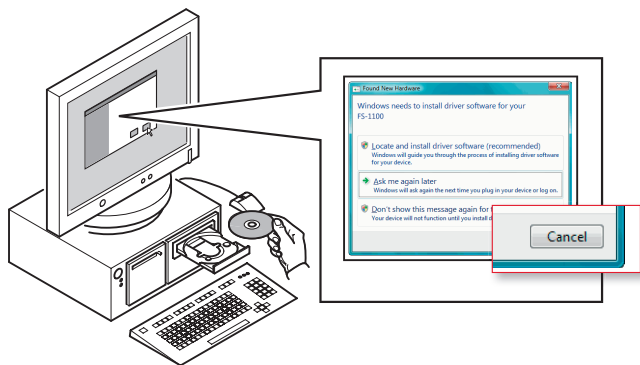 Found New Hardware
Windows needs to install driver software for your
FS-1100
Locate and install driver software (recommended)
Windows will guide you through the process of installing driver software
for your device.
Ask me again later
Windows will ask again the next time you plug in your device or log on.
Don't show this message again for
Your device will not function until you install d
Cancel